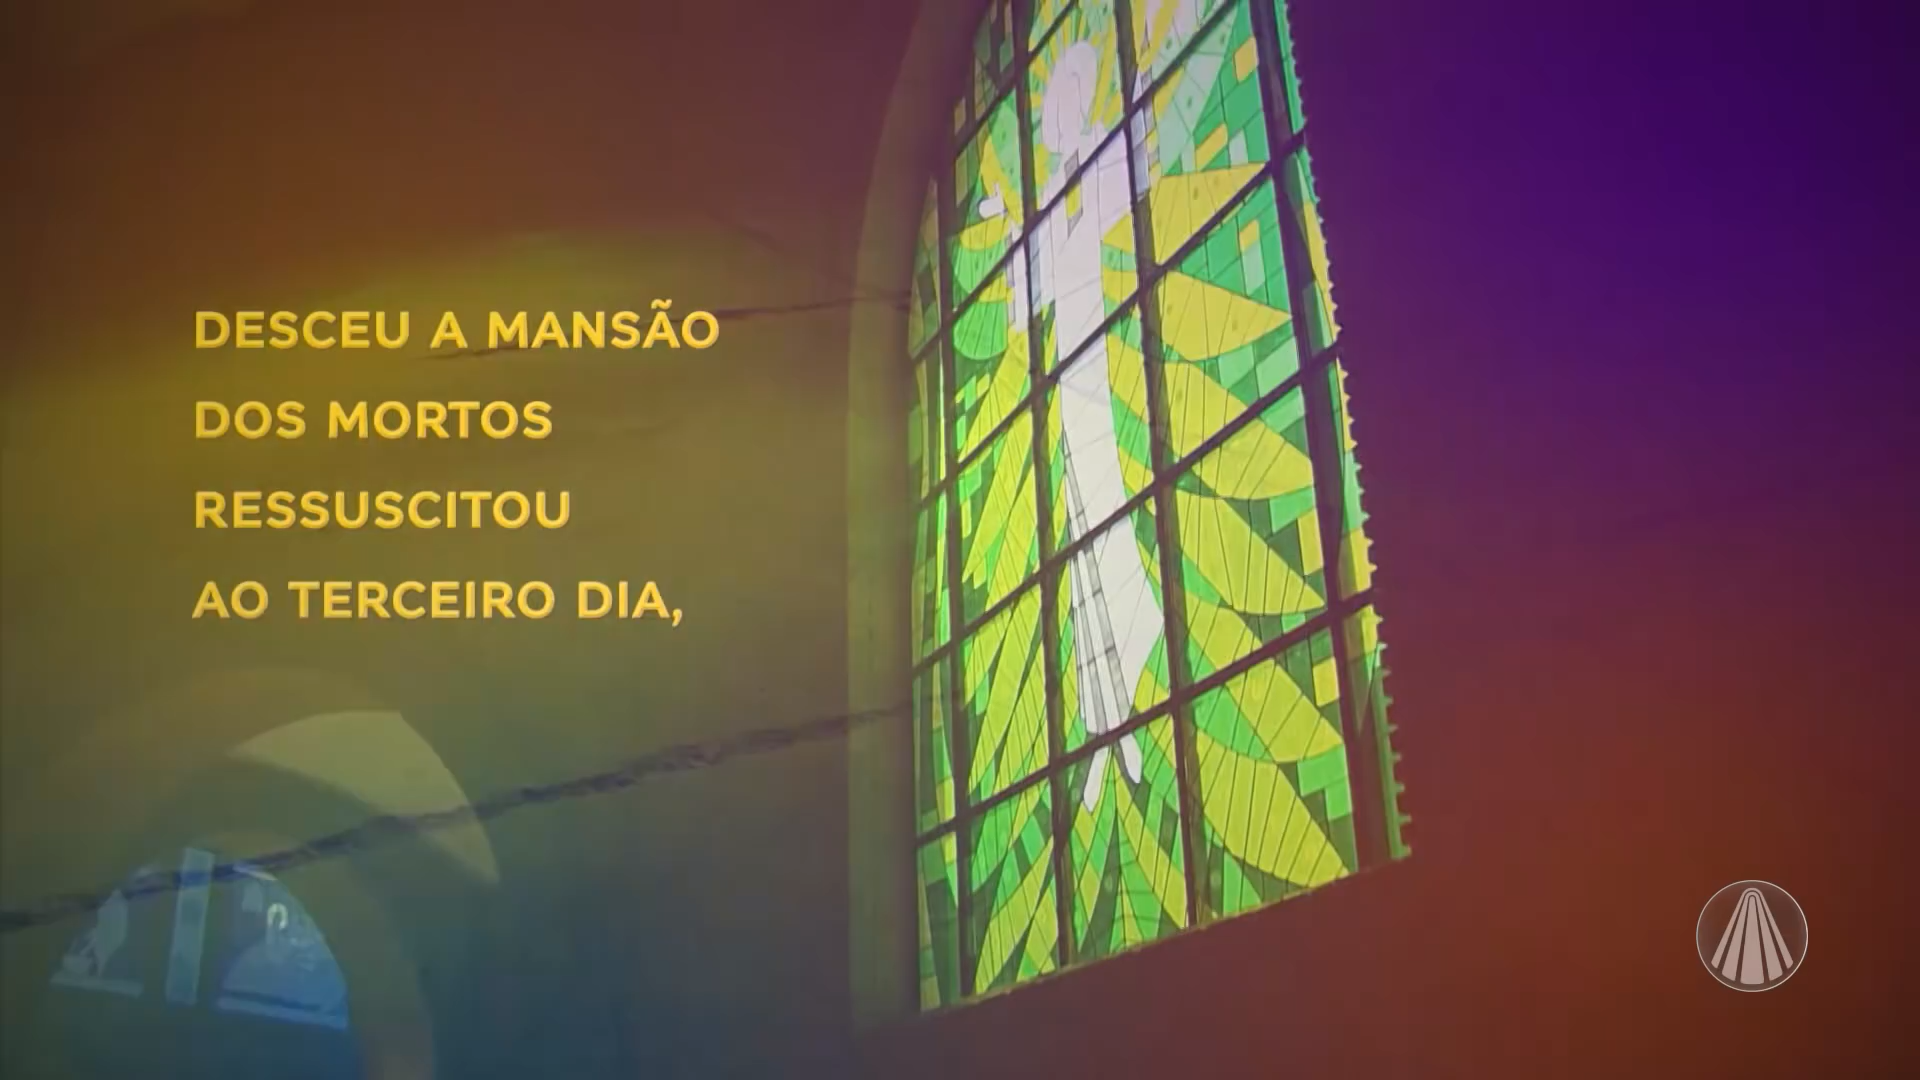 DESCEU A MANSÃO
DOS MORTOS
RESSUSCITOU
AO TERCEIRO DIA,